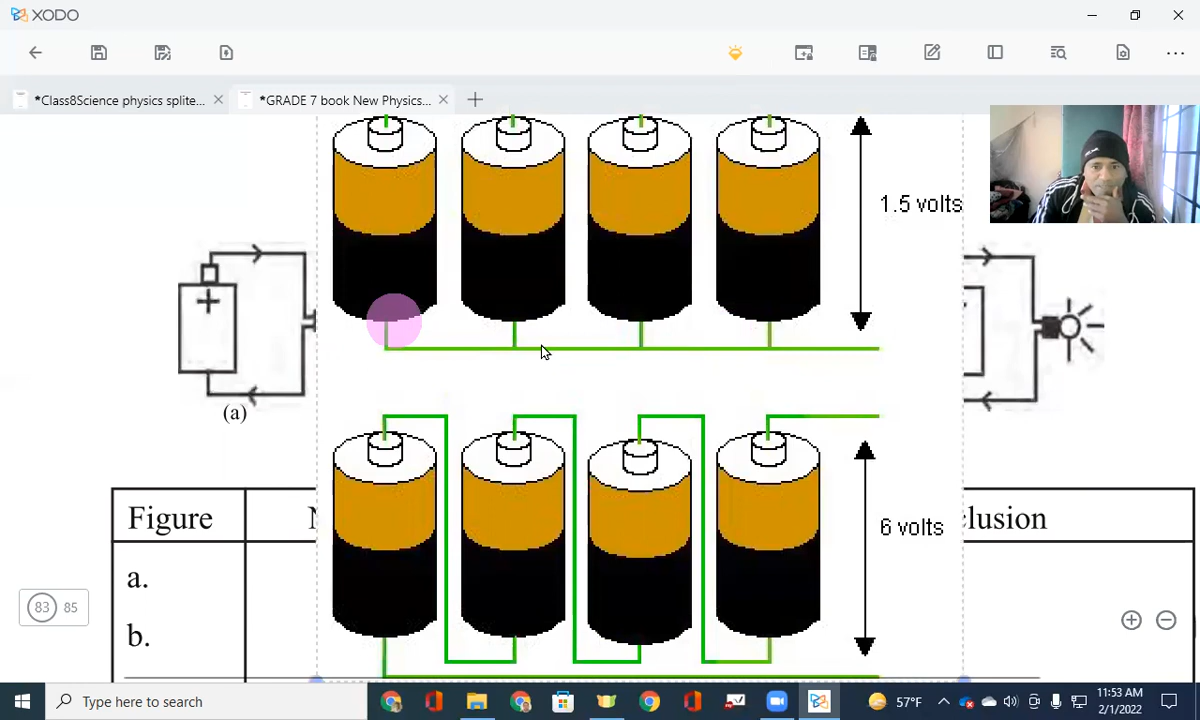 XODO
*Class8Science physics splite...
*GRADE 7 book New Physics...
1.5 volts
+
(a)
6 volts
Figure
clusion
a.
b.
83 85
Type here to search
57°F
11:53 AM
2/1/2022